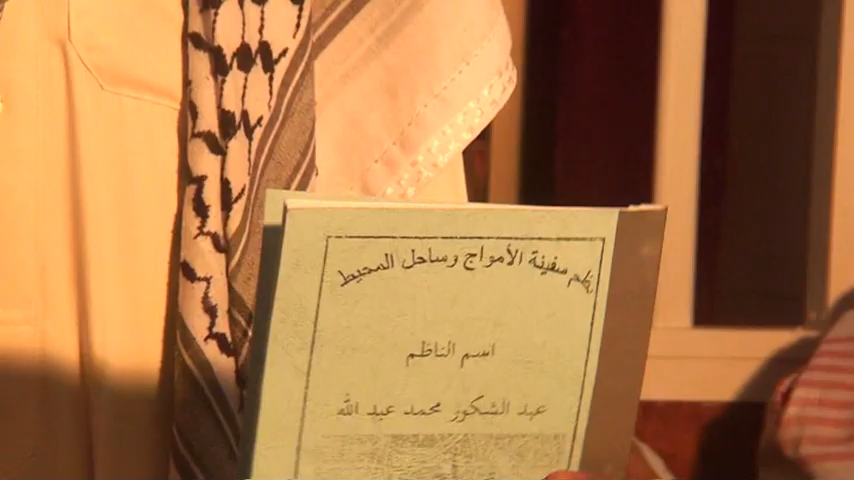 نظم سفينة الأمواج وساحل المحيط
اسم الناظم
عبد الشكور محمد عبد الله